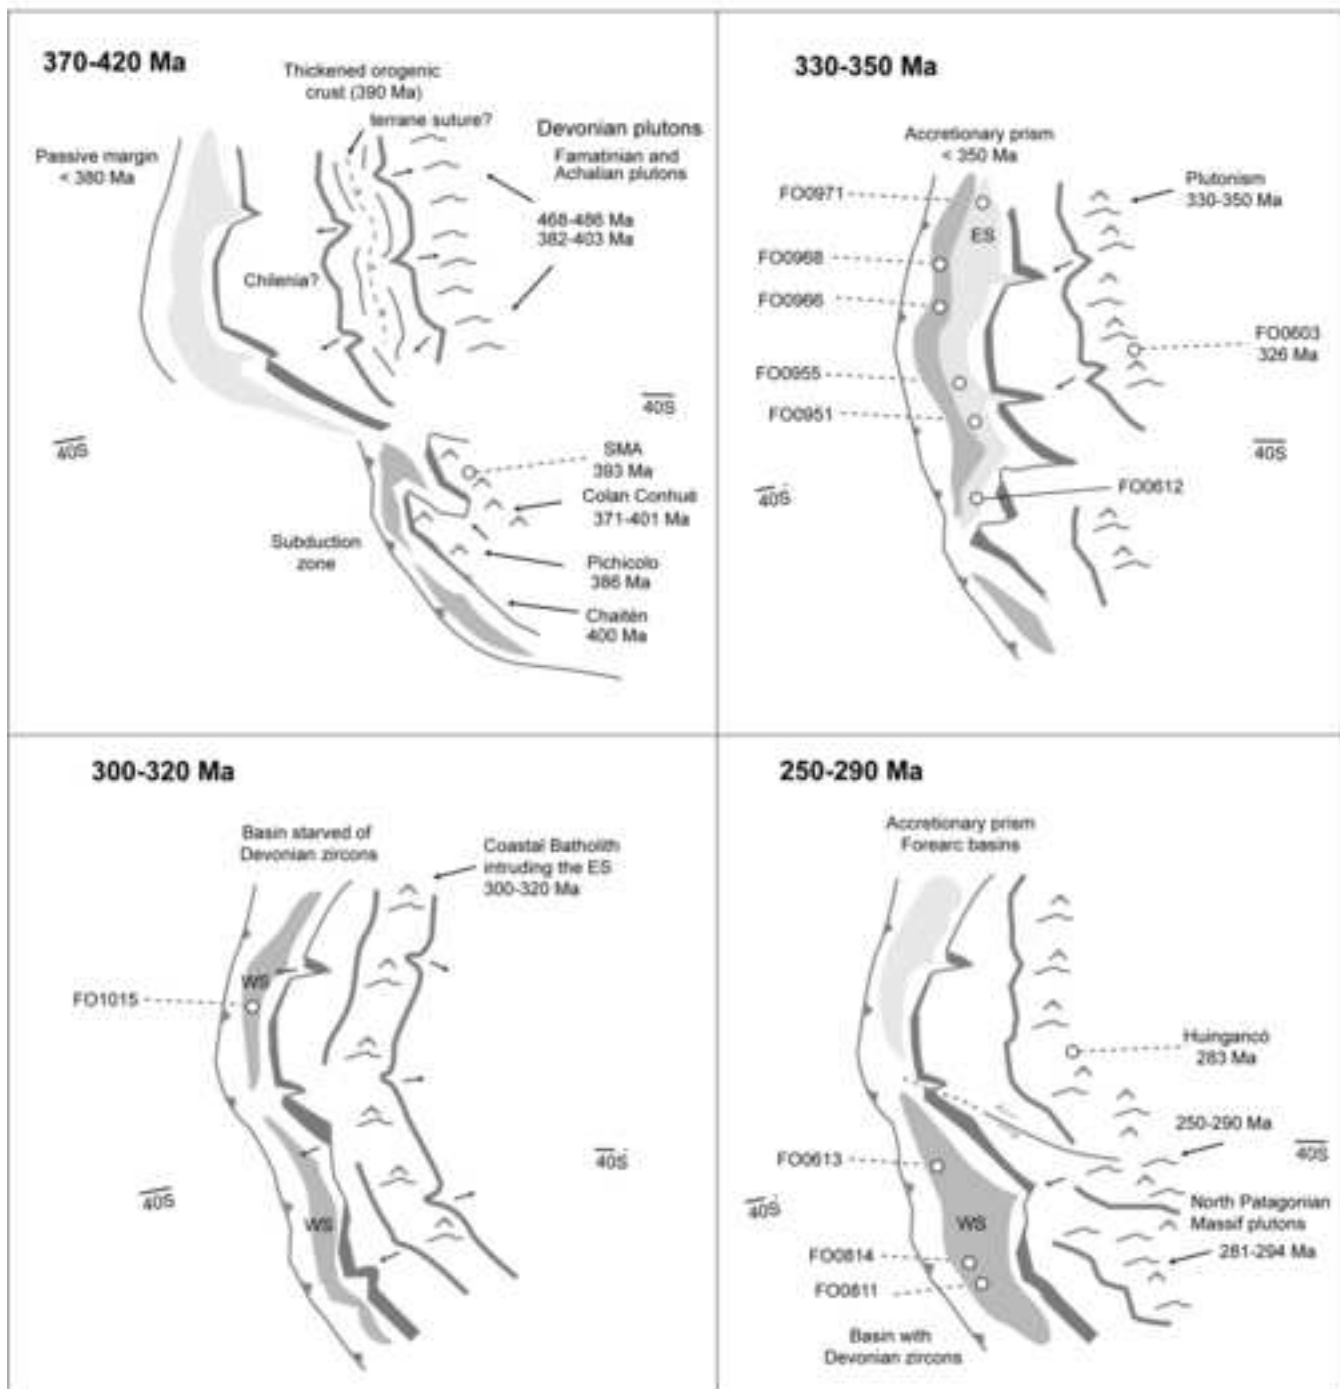 370-420 Ma
Thickened orogenic
crust (390 Ma)
terrane suture?
Devonian plutons
Passive margin
< 380 Ma
Famatinian and
Achalian plutons
468-486 Ma
382-403 Ma
Chilenia?
40S
40S
SMA
393 Ma
Colan Conhué
371-401 Ma
Subduction
zone
Pichicolo
386 Ma
Chaitén
400 Ma
330-350 Ma
Accretionary prism
< 350 Ma
FO0971
Plutonism
330-350 Ma
ES
FO0968
FO0966
FO0603
326 Ma
FO0955
FO0951
40S
40S
FO0612
300-320 Ma
Basin starved of
Devonian zircons
Coastal Batholith
intruding the ES
300-320 Ma
WS
FO1015
40S
40S
WS
250-290 Ma
Accretionary prism
Forearc basins
Huingancó
283 Ma
250-290 Ma
40S
FO0613
40S
North Patagonian
Massif plutons
WS
281-294 Ma
FO0814
FO0811
Basin with
Devonian zircons